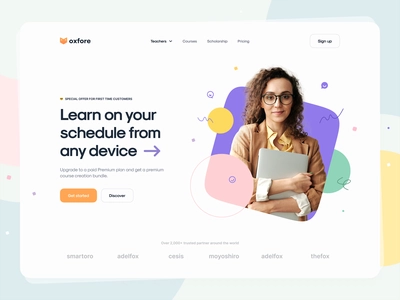 oxfore
Teachers Courses Scholarship Pricing
Sign up
SPECIAL OFFER FOR FIRST TIME CUSTOMERS
Learn on your
schedule from
any device
Upgrade to a paid Premium plan and get a premium
course creation bundle.
Get started Discover
Over 2,000+ trusted partner around the world
smartoro adelfox casis moyoshiro adelfox thefox